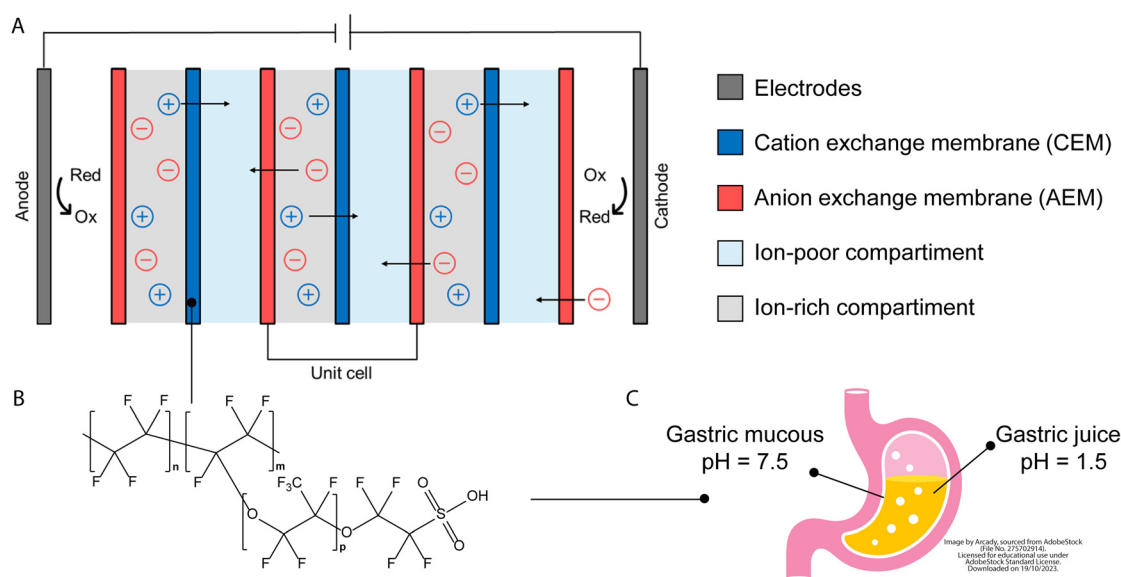 A
Anode
Red
Ox
Ox
Red
Cathode
Unit cell
Electrodes
Cation exchange membrane (CEM)
Anion exchange membrane (AEM)
Ion-poor compartiment
Ion-rich compartiment
B
F F F F
F F n F m
O
F3C F F F
O
O
S
OH
O
F F p F F
C
Gastric mucous
pH = 7.5
Gastric juice
pH = 1.5
Image by Arcady, sourced from AdobeStock
(File No. 275702914).
Licensed for educational use under
AdobeStock Standard License.
Downloaded on 19/10/2023.